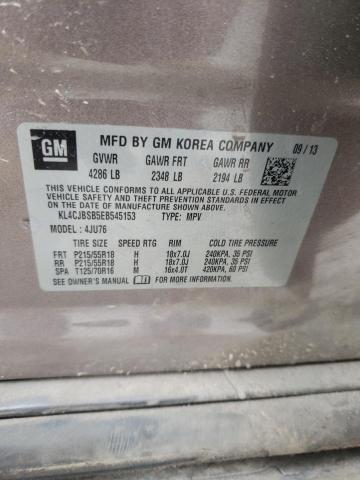 GM
MFD BY GM KOREA COMPANY 09/13
GVWR GAWR FRT GAWR RR
4286 LB 2348 LB 2194 LB
THIS VEHICLE CONFORMS TO ALL APPLICABLE U.S. FEDERAL MOTOR
VEHICLE SAFETY, BUMPER, AND THEFT PREVENTION STANDARDS
IN EFFECT ON THE DATE OF MANUFACTURE SHOWN ABOVE.
KL4CJBSB5EB545153 TYPE: MPV
MODEL : 4JU76
TIRE SIZE SPEED RTG RIM COLD TIRE PRESSURE
FRT P215/55R18 H 18x7.0J 240KPA, 35 PSI
RR P215/55R18 H 18x7.0J 240KPA, 35 PSI
SPA T125/70R16 M 16x4.0T 420KPA, 60 PSI
SEE OWNER'S MANUAL FOR MORE INFORMATION